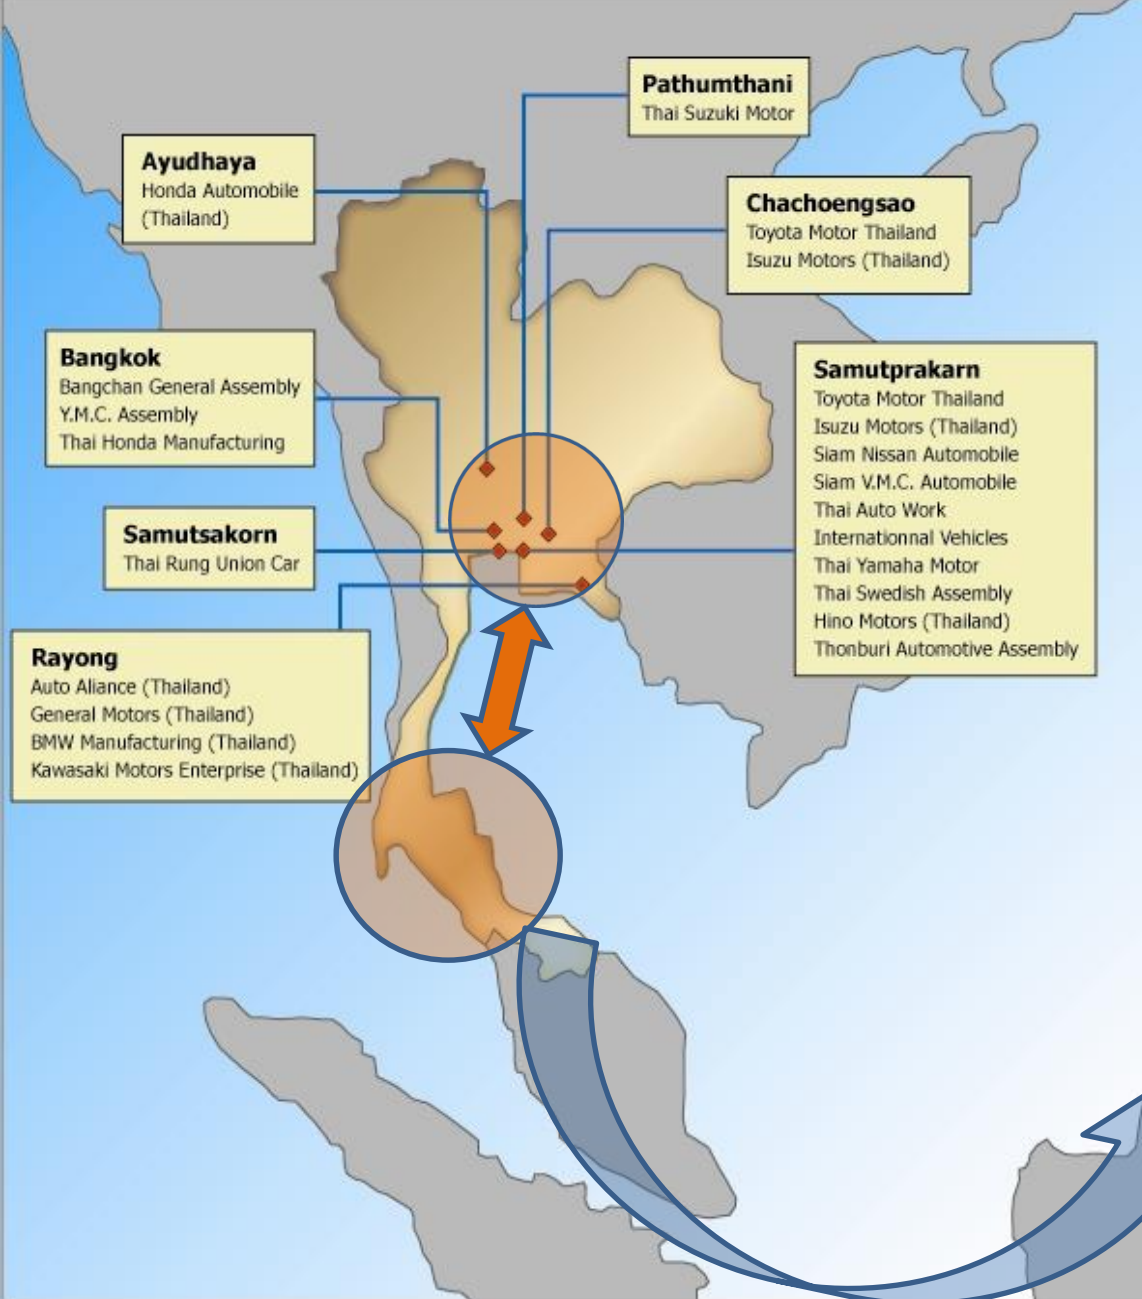 Pathumthani
Thai Suzuki Motor
Ayudhaya
Honda Automobile
(Thailand)
Chachoengsao
Toyota Motor Thailand
Isuzu Motors (Thailand)
Bangkok
Bangchan General Assembly
Y.M.C. Assembly
Thai Honda Manufacturing
Samutprakarn
Toyota Motor Thailand
Isuzu Motors (Thailand)
Siam Nissan Automobile
Siam V.M.C. Automobile
Thai Auto Work
Internationnal Vehicles
Thai Yamaha Motor
Thai Swedish Assembly
Hino Motors (Thailand)
Thonburi Automotive Assembly
Samutsakorn
Thai Rung Union Car
Rayong
Auto Aliance (Thailand)
General Motors (Thailand)
BMW Manufacturing (Thailand)
Kawasaki Motors Enterprise (Thailand)